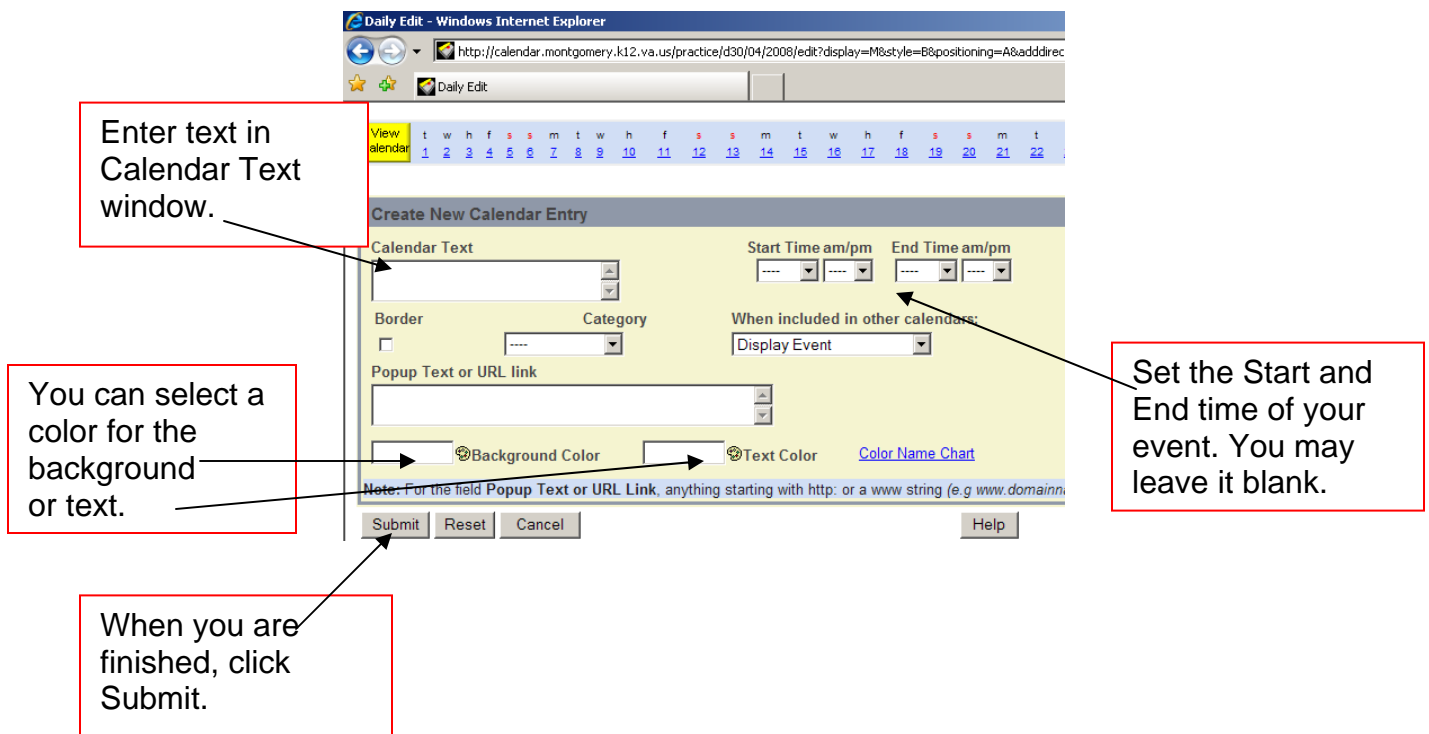 Daily Edit - Windows Internet Explorer
http://calendar.montgomery.k12.va.us/practice/d30/04/2008/edit?display=M&style=B&positioning=A&adddirec
Daily Edit
Enter text in
Calendar Text
window.
View t w h f s s m t w h f s s m t w h f s s m t
alendar 1 2 3 4 5 6 7 8 9 10 11 12 13 14 15 16 17 18 19 20 21 22
Create New Calendar Entry
Calendar Text Start Time am/pm End Time am/pm
---- ---- ---- ----
Border Category When included in other calendars:
---- Display Event
Popup Text or URL link
Background Color Text Color Color Name Chart
Note: For the field Popup Text or URL Link, anything starting with http: or a www string (e.g www.domainn
Submit Reset Cancel Help
You can select a
color for the
background
or text.
Set the Start and
End time of your
event. You may
leave it blank.
When you are
finished, click
Submit.